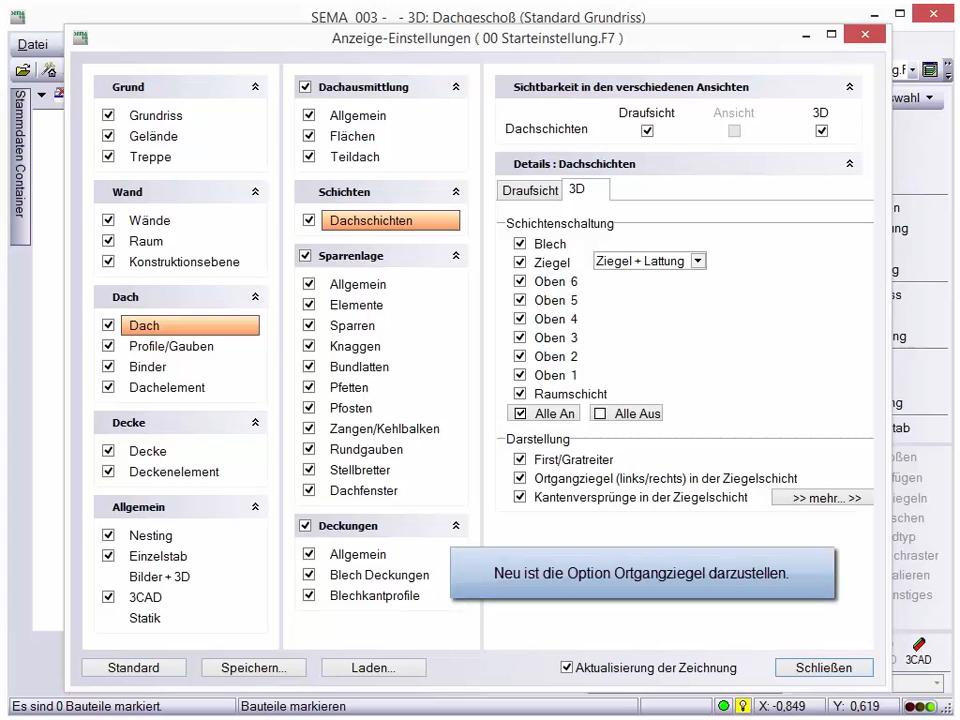 SEMA 003 - - 3D: Dachgeschoß (Standard Grundriss)
Anzeige-Einstellungen ( 00 Starteinstellung.F7 )
Datei
g.F
wahl
Stammdaten Container
Grund
Grundriss
Gelände
Treppe
Wand
Wände
Raum
Konstruktionsebene
Dach
Dach
Profile/Gauben
Binder
Dachelement
Decke
Decke
Deckenelement
Allgemein
Nesting
Einzelstab
Bilder + 3D
3CAD
Statik
Dachausmittlung
Allgemein
Flächen
Teildach
Schichten
Dachschichten
Sparrenlage
Allgemein
Elemente
Sparren
Knaggen
Bundlatten
Pfetten
Pfosten
Zangen/Kehlbalken
Rundgauben
Stellbretter
Dachfenster
Deckungen
Allgemein
Blech Deckungen
Blechkantprofile
Sichtbarkeit in den verschiedenen Ansichten
Draufsicht Ansicht 3D
Dachschichten
Details : Dachschichten
Draufsicht 3D
Schichtenschaltung
Blech
Ziegel Ziegel + Lattung
Oben 6
Oben 5
Oben 4
Oben 3
Oben 2
Oben 1
Raumschicht
Alle An Alle Aus
Darstellung
First/Gratreiter
Ortgangziegel (links/rechts) in der Ziegelschicht
Kantenversprünge in der Ziegelschicht >> mehr... >>
Neu ist die Option Ortgangziegel darzustellen.
Standard Speichern... Laden... Aktualisierung der Zeichnung Schließen
3CAD
Es sind 0 Bauteile markiert. Bauteile markieren X: -0,849 Y: 0,619